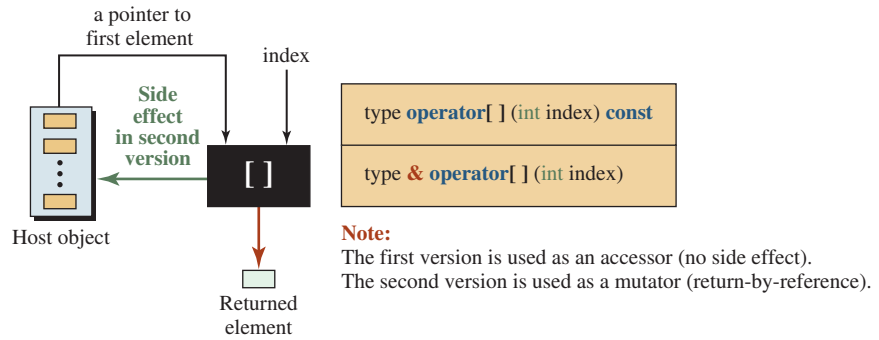 a pointer to
first element
index
Side
effect
in second
version
[ ]
Host object
Returned
element
type operator[ ] (int index) const
type & operator[ ] (int index)
Note:
The first version is used as an accessor (no side effect).
The second version is used as a mutator (return-by-reference).